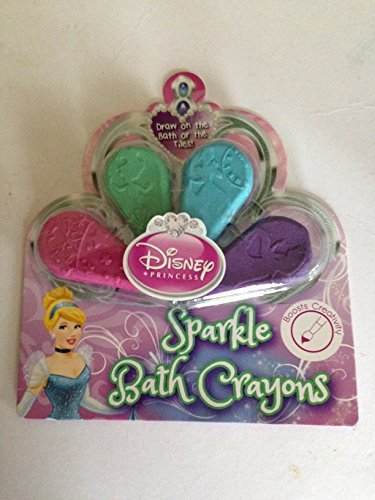 Draw on the
Bath or the
Tiles!
Disney
PRINCESS
Boosts Creativity
Sparkle
Bath Crayons